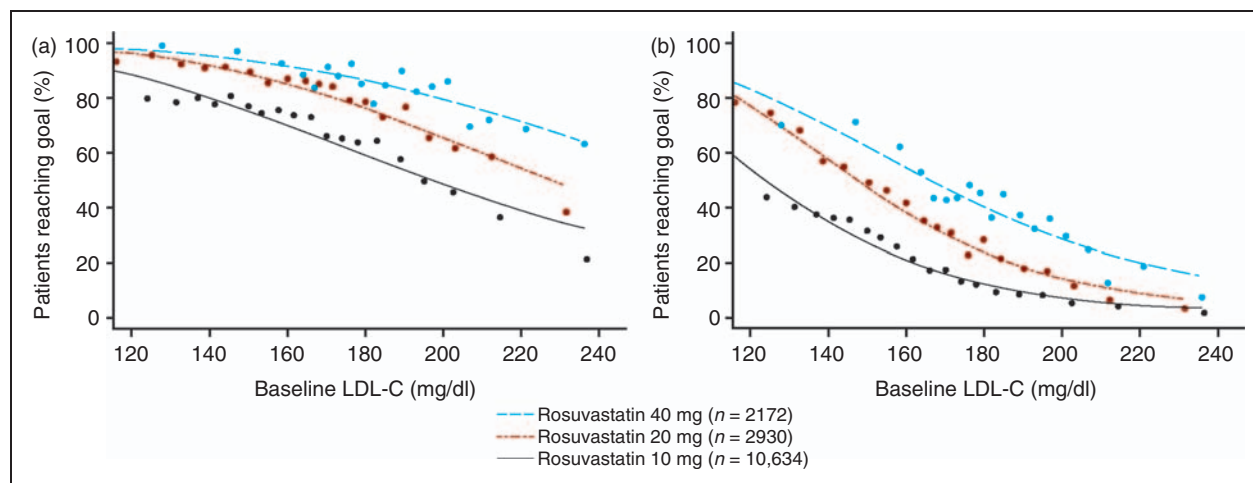 (a)
(b)
Patients reaching goal (%)
100
80
60
40
20
0
120 140 160 180 200 220 240
Baseline LDL-C (mg/dl)
Patients reaching goal (%)
100
80
60
40
20
0
120 140 160 180 200 220 240
Baseline LDL-C (mg/dl)
Rosuvastatin 40 mg (n = 2172)
Rosuvastatin 20 mg (n = 2930)
Rosuvastatin 10 mg (n = 10,634)